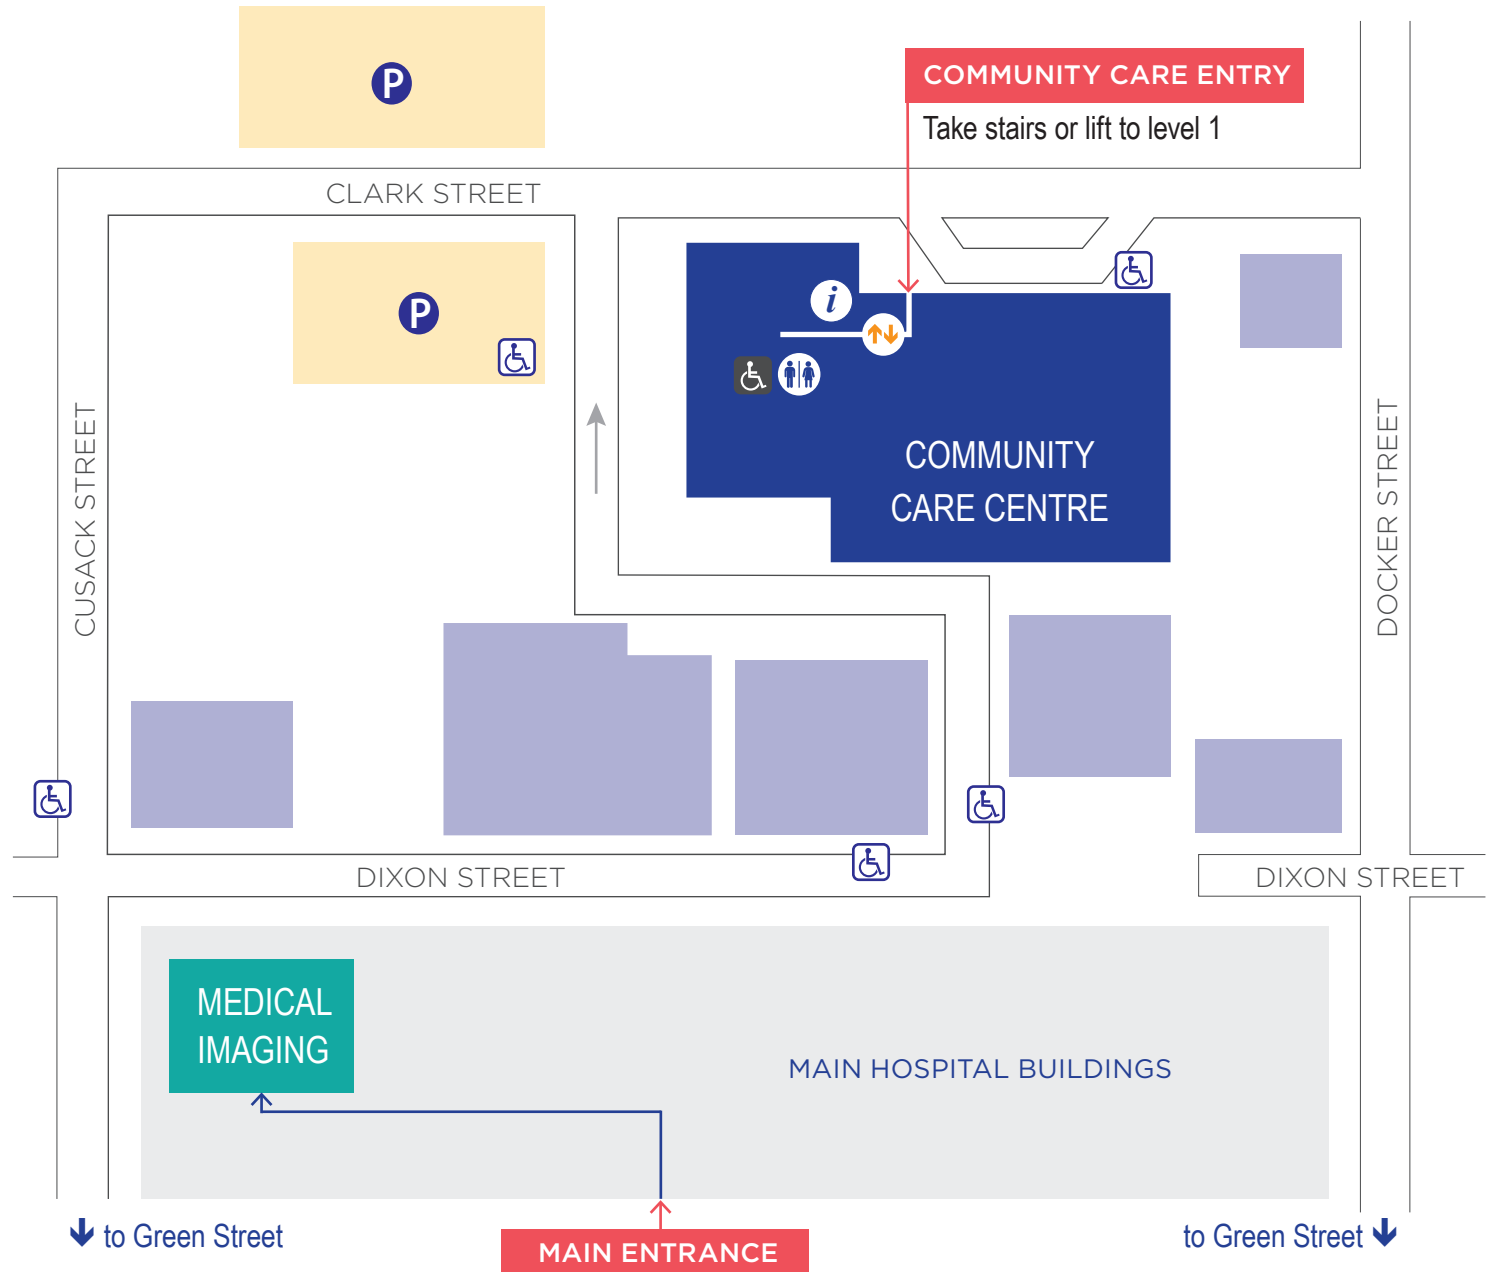 P
COMMUNITY CARE ENTRY
Take stairs or lift to level 1
CLARK STREET
P
i
COMMUNITY
CARE CENTRE
CUSACK STREET
DOCKER STREET
DIXON STREET
DIXON STREET
MEDICAL
IMAGING
MAIN HOSPITAL BUILDINGS
to Green Street
to Green Street
MAIN ENTRANCE